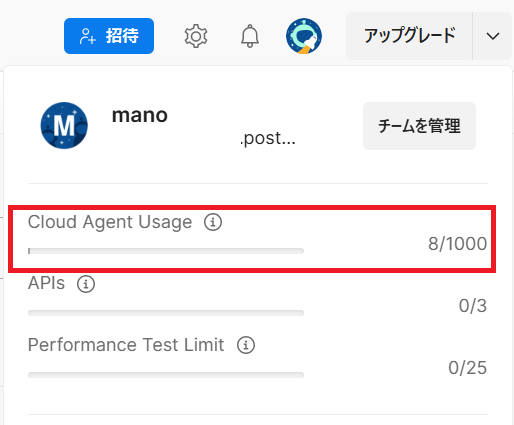 招待
アップグレード
M
mano
.post...
チームを管理
Cloud Agent Usage
8/1000
APIs
0/3
Performance Test Limit
0/25